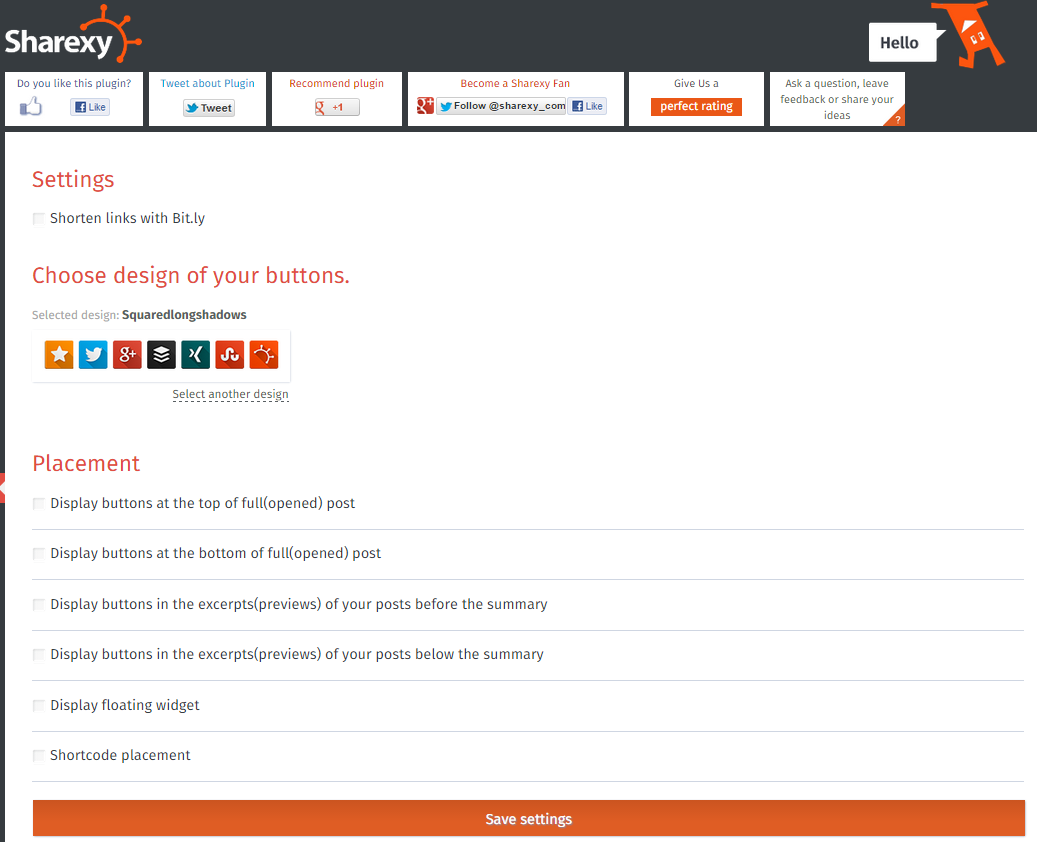 Sharexy
Hello
Do you like this plugin?
Like
Tweet about Plugin
Tweet
Recommend plugin
g +1
Become a Sharexy Fan
g+ Follow @sharexy_com Like
Give Us a
perfect rating
Ask a question, leave
feedback or share your
ideas
?
Settings
Shorten links with Bit.ly
Choose design of your buttons.
Selected design: Squaredlongshadows
g+
Select another design
Placement
Display buttons at the top of full(opened) post
Display buttons at the bottom of full(opened) post
Display buttons in the excerpts(previews) of your posts before the summary
Display buttons in the excerpts(previews) of your posts below the summary
Display floating widget
Shortcode placement
Save settings